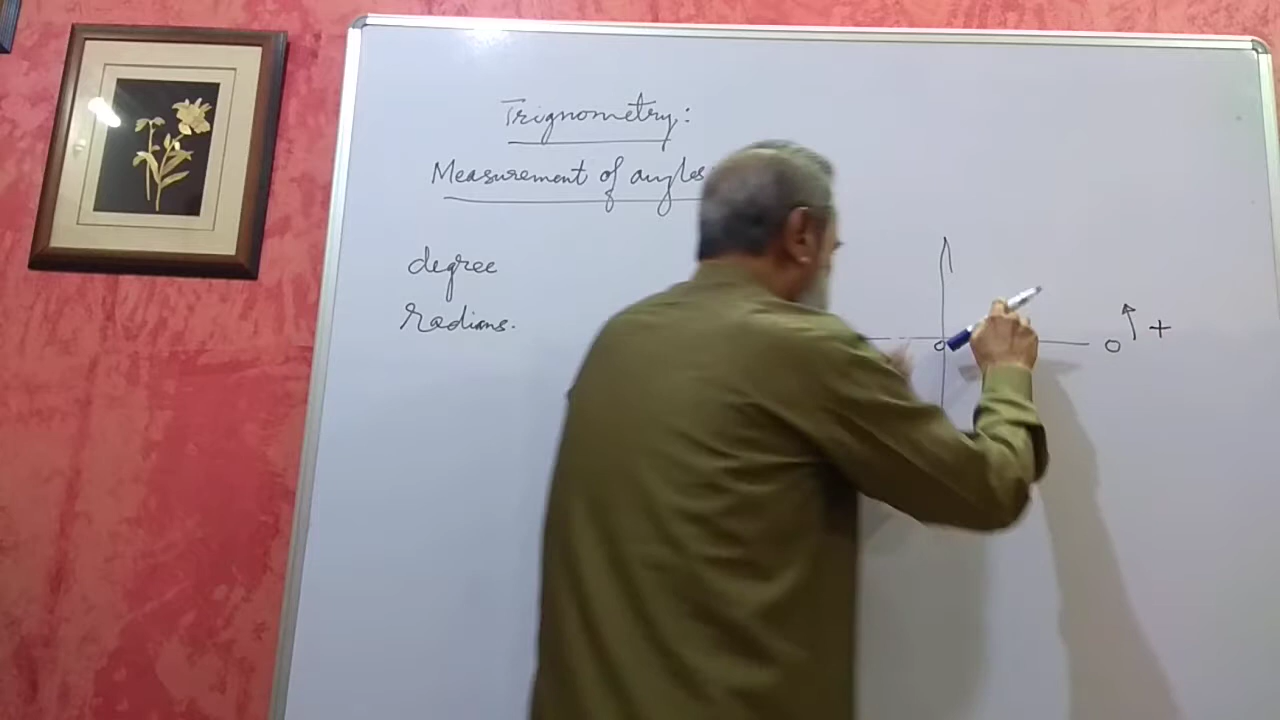 Trignometry:
Measurement of angles
degree
Radians.
O
O +